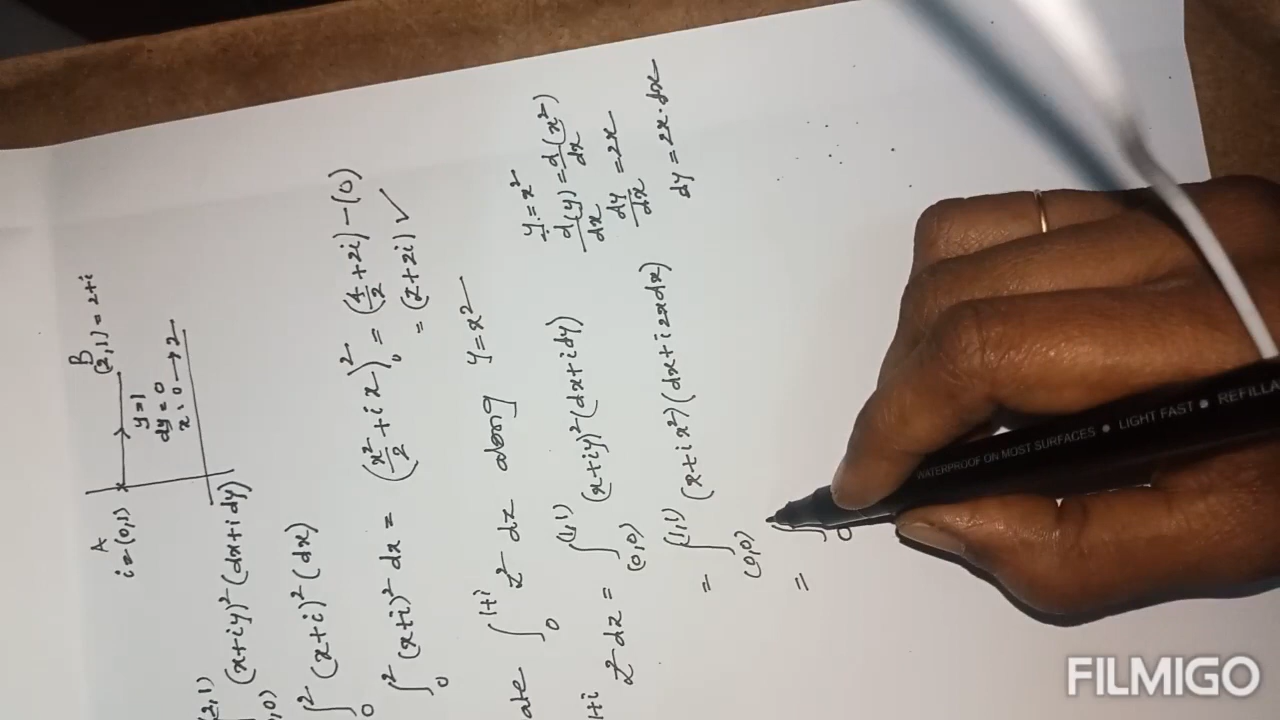 A
i=(0,1)
B
(2,1)=2+i
y=1
dy=0
x:0→2
(2,1)
(x+iy)²(dx+idy)
∫₀² (x+i)²(dx)
∫₀² (x+i)² dx = (x²/2+ix)²₀ = (4/2+2i)-(0)
= (2+2i) ✓
ate ∫₀¹⁺ⁱ z² dz along y=x²
1+i z² dz = ∫ (0,0) (1,1) (x+iy)²(dx+idy)
= ∫ (0,0) (1,1) (x+ix²)(dx+i2xdx)
= ∫ 0
y=x²
d(y)/dx = d/dx(x²)
dy/dx = 2x
dy = 2x·dx
WATERPROOF ON MOST SURFACES • LIGHT FAST • REFILLA
FILMIGO